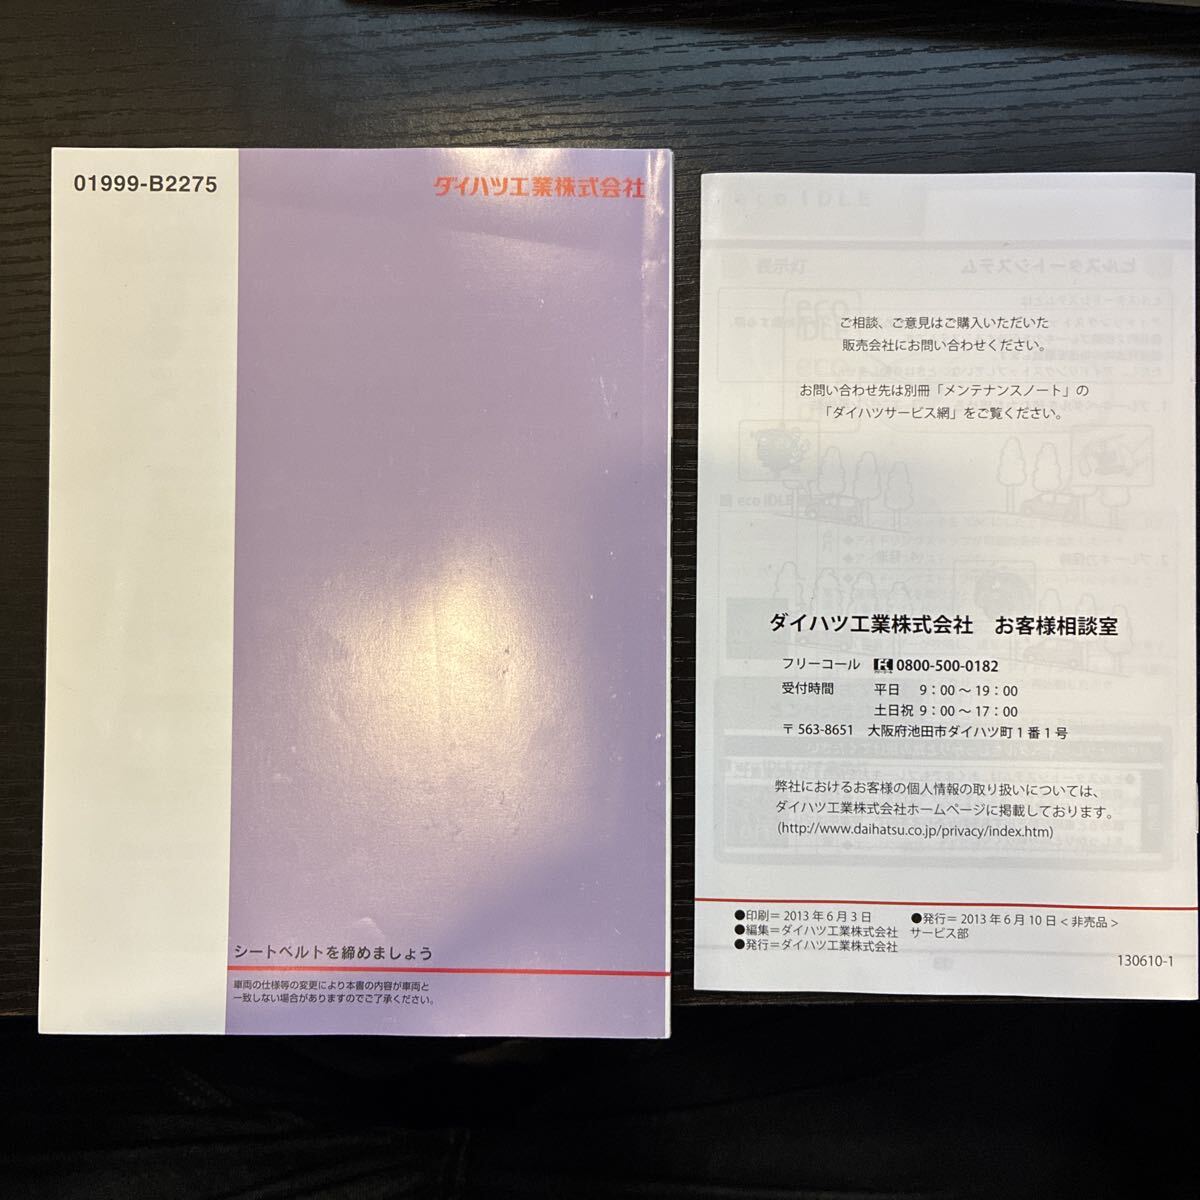 01999-B2275
ダイハツ工業株式会社
シートベルトを締めましょう
車両の仕様等の変更により本書の内容が車両と
一致しない場合がありますのでご了承ください。
ご相談、ご意見はご購入いただいた
販売会社にお問い合わせください。
お問い合わせ先は別冊「メンテナンスノート」の
「ダイハツサービス網」をご覧ください。
ダイハツ工業株式会社 お客様相談室
フリーコール 0800-500-0182
受付時間 平日 9：00～19：00
土日祝 9：00～17：00
〒563-8651 大阪府池田市ダイハツ町1番1号
弊社におけるお客様の個人情報の取り扱いについては、
ダイハツ工業株式会社ホームページに掲載しております。
(http://www.daihatsu.co.jp/privacy/index.htm)
●印刷＝2013年6月3日 ●発行＝2013年6月10日＜非売品＞
●編集＝ダイハツ工業株式会社 サービス部
●発行＝ダイハツ工業株式会社
130610-1